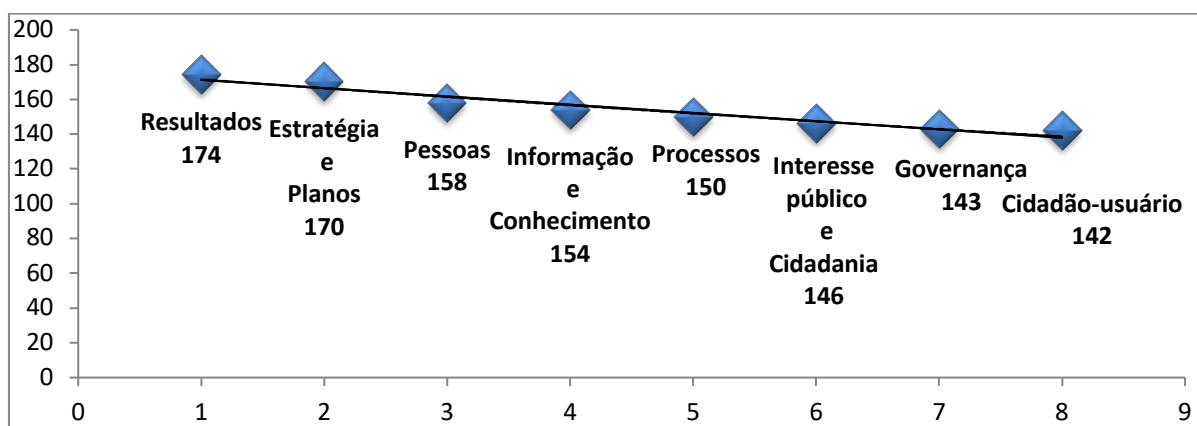 200
180
160
140
120
100
80
60
40
20
0
Resultados
174
Estratégia
e
Planos
170
Pessoas
158
Informação
e
Conhecimento
154
Processos
150
Interesse
público
e
Cidadania
146
Governança
143
Cidadão-usuário
142
0 1 2 3 4 5 6 7 8 9